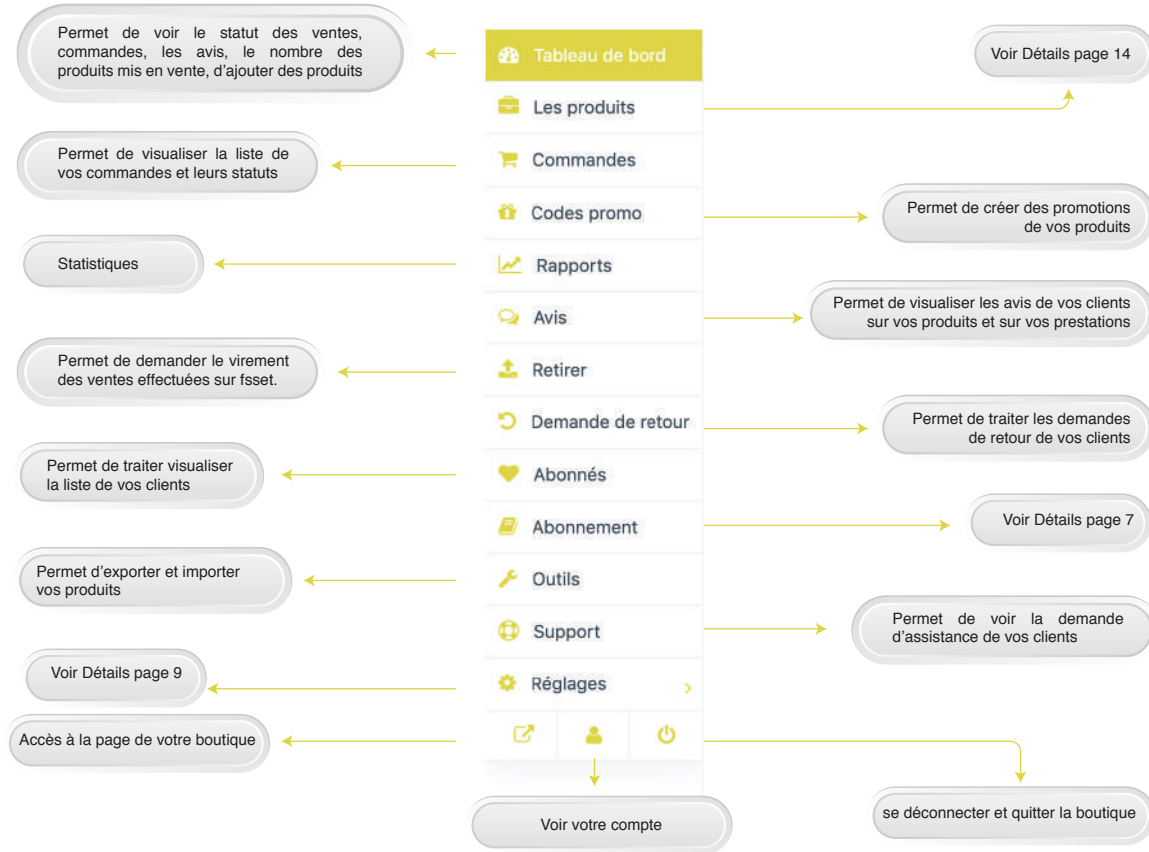 Permet de voir le statut des ventes,
commandes, les avis, le nombre des
produits mis en vente, d'ajouter des produits
Tableau de bord
Voir Détails page 14
Les produits
Permet de visualiser la liste de
vos commandes et leurs statuts
Commandes
Codes promo
Permet de créer des promotions
de vos produits
Statistiques
Rapports
Avis
Permet de visualiser les avis de vos clients
sur vos produits et sur vos prestations
Permet de demander le virement
des ventes effectuées sur fsset.
Retirer
Demande de retour
Permet de traiter les demandes
de retour de vos clients
Permet de traiter visualiser
la liste de vos clients
Abonnés
Abonnement
Voir Détails page 7
Permet d'exporter et importer
vos produits
Outils
Support
Permet de voir la demande
d'assistance de vos clients
Voir Détails page 9
Réglages
Accès à la page de votre boutique
Voir votre compte
se déconnecter et quitter la boutique